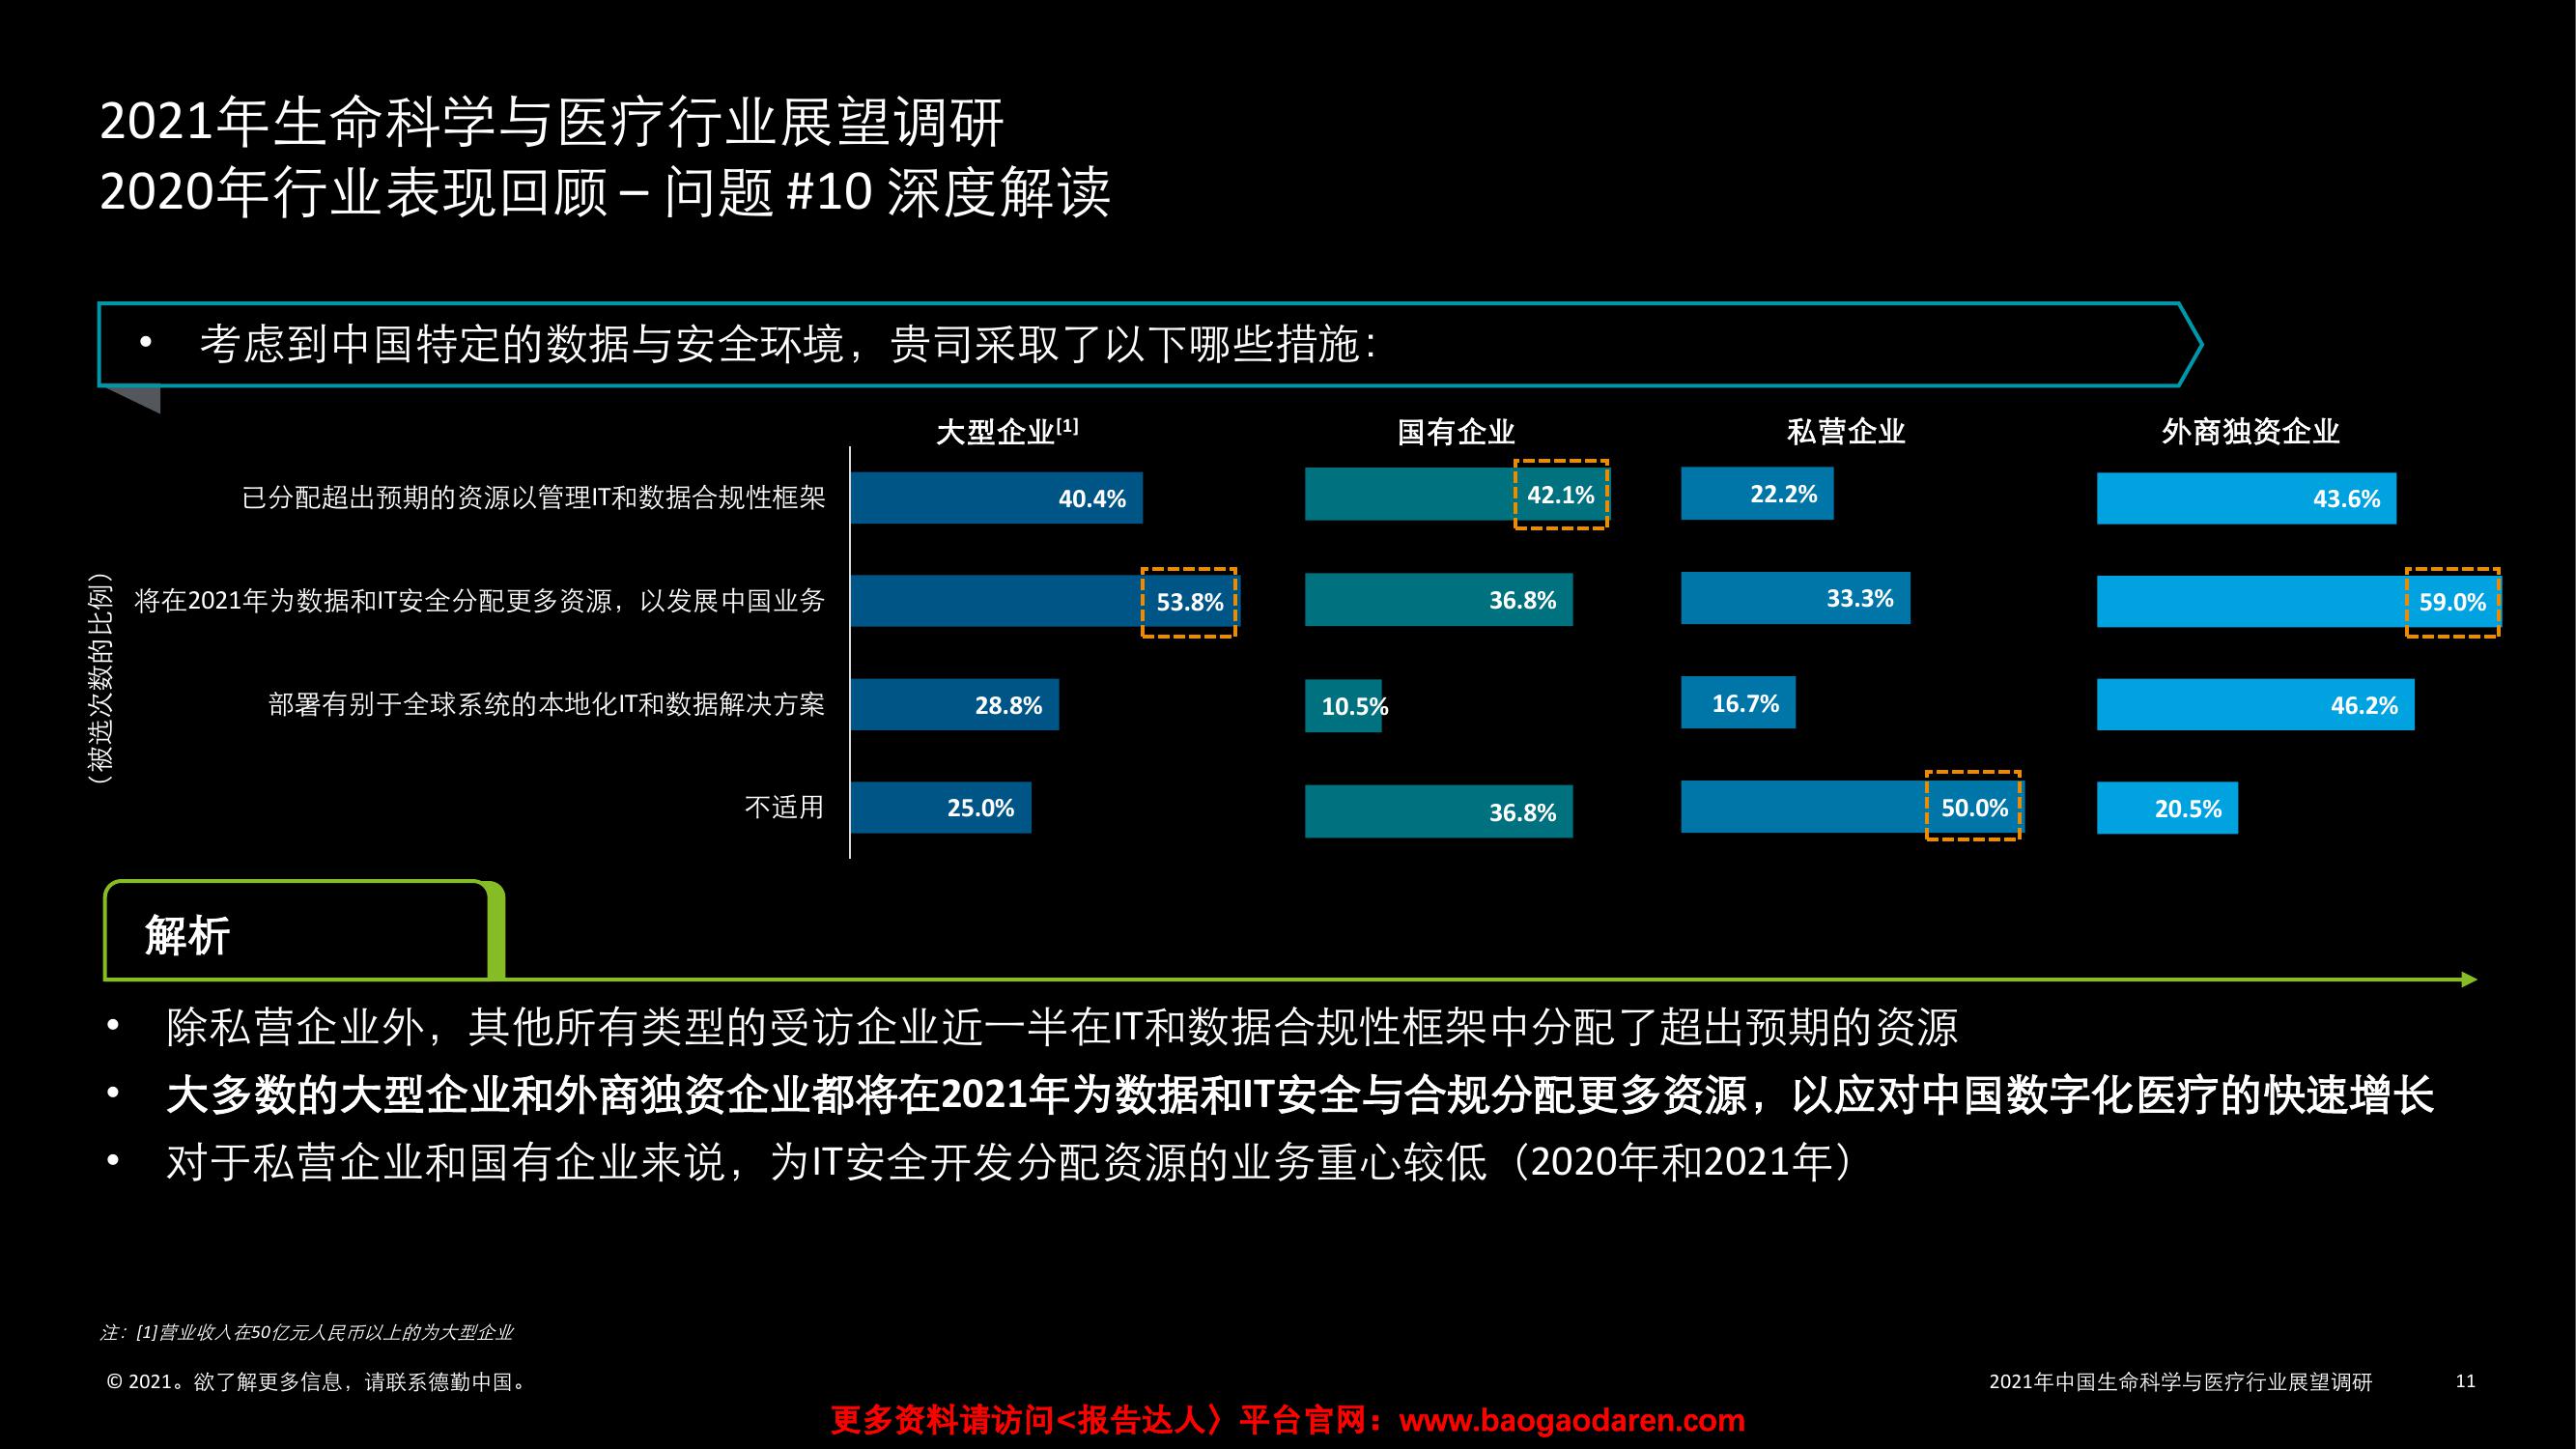 2021年生命科学与医疗行业展望调研
2020年行业表现回顾 – 问题 #10 深度解读
• 考虑到中国特定的数据与安全环境，贵司采取了以下哪些措施：
大型企业[1] 国有企业 私营企业 外商独资企业
（被选次数的比例）
已分配超出预期的资源以管理IT和数据合规性框架 40.4% 42.1% 22.2% 43.6%
将在2021年为数据和IT安全分配更多资源，以发展中国业务 53.8% 36.8% 33.3% 59.0%
部署有别于全球系统的本地化IT和数据解决方案 28.8% 10.5% 16.7% 46.2%
不适用 25.0% 36.8% 50.0% 20.5%
解析
• 除私营企业外，其他所有类型的受访企业近一半在IT和数据合规性框架中分配了超出预期的资源
• 大多数的大型企业和外商独资企业都将在2021年为数据和IT安全与合规分配更多资源，以应对中国数字化医疗的快速增长
• 对于私营企业和国有企业来说，为IT安全开发分配资源的业务重心较低（2020年和2021年）
注：[1]营业收入在50亿元人民币以上的为大型企业
© 2021。欲了解更多信息，请联系德勤中国。
2021年中国生命科学与医疗行业展望调研 11
更多资料请访问<报告达人〉平台官网：www.baogaodaren.com